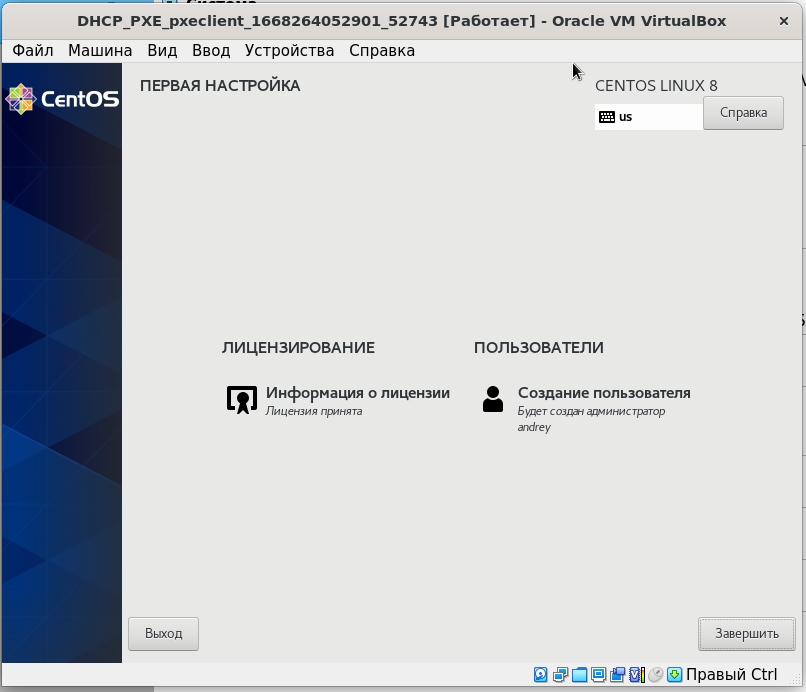 Система
DHCP_PXE_pxeclient_1668264052901_52743 [Работает] - Oracle VM VirtualBox
Файл Машина Вид Ввод Устройства Справка
CentOS
ПЕРВАЯ НАСТРОЙКА
CENTOS LINUX 8
us
Справка
ЛИЦЕНЗИРОВАНИЕ
ПОЛЬЗОВАТЕЛИ
Информация о лицензии
Лицензия принята
Создание пользователя
Будет создан администратор
andrey
Выход
Завершить
Правый Ctrl